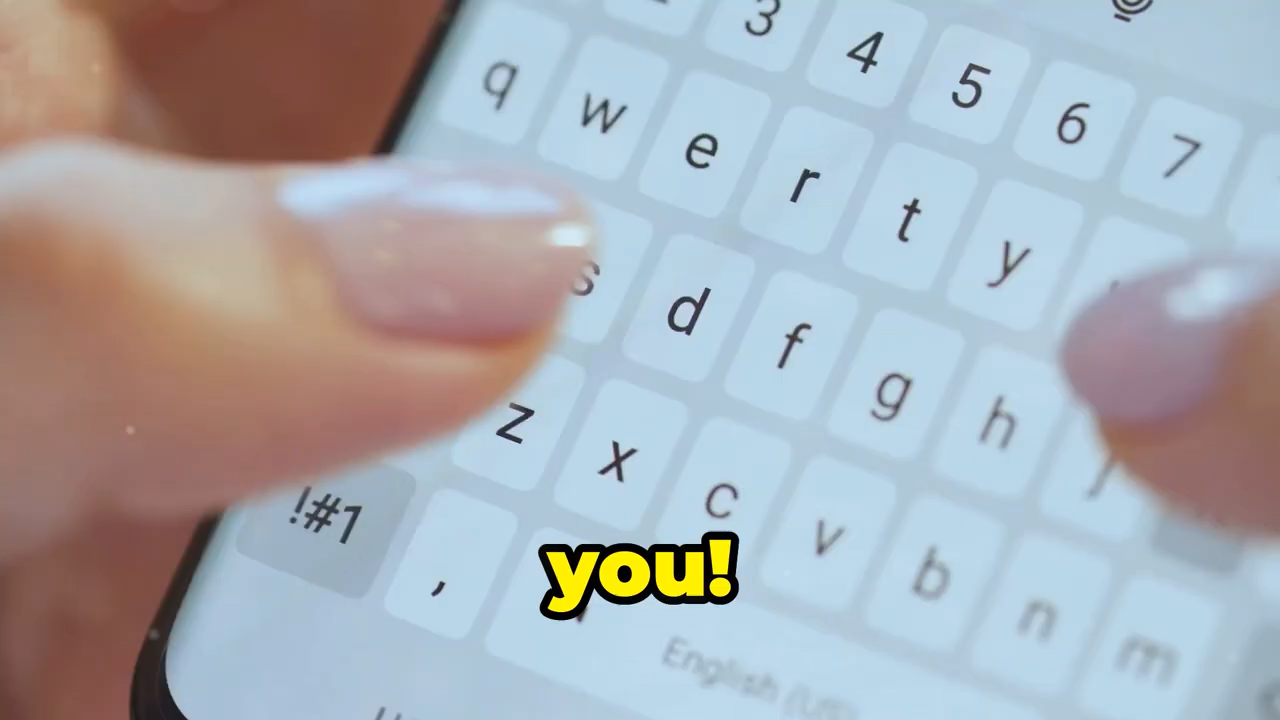 3 4 5 6 7
q w e r t y
s d f g h j
z x c v b n m
!#1 ,
you!
English (US)